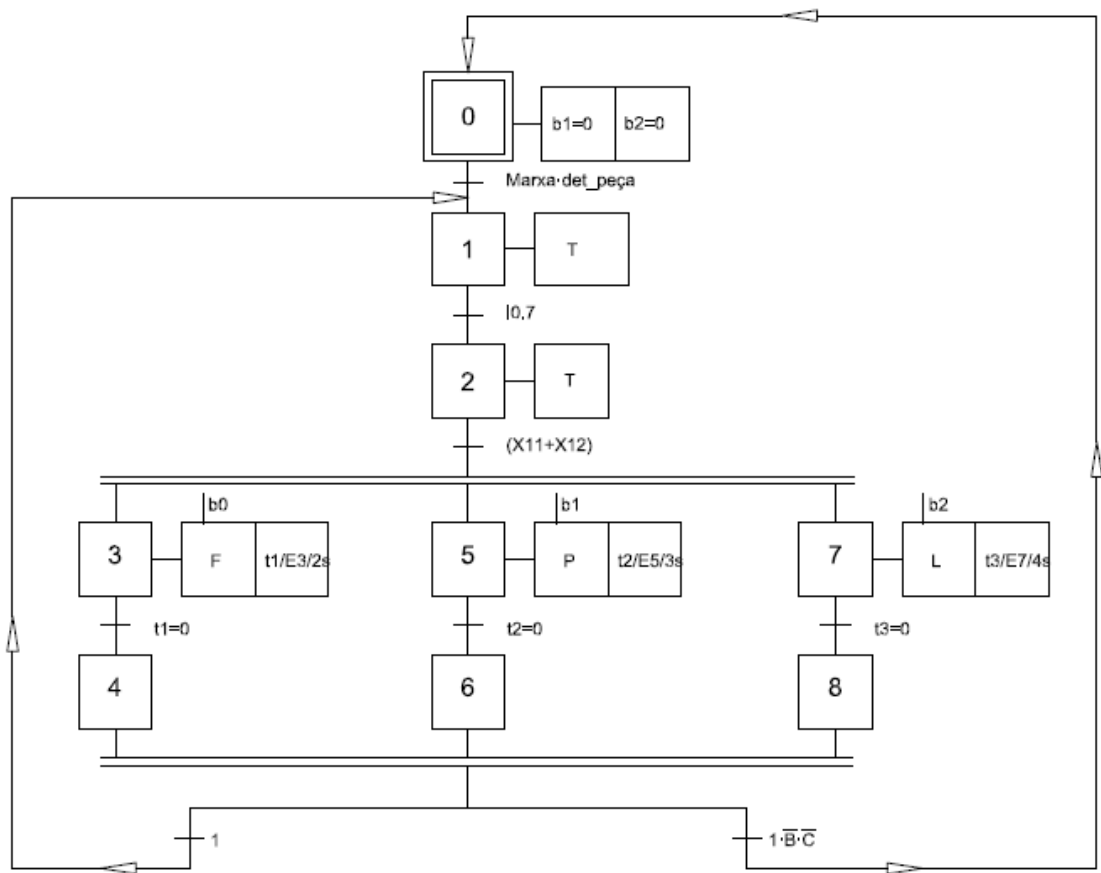 0
b1=0 b2=0
Marxa·det_peça
1 T
I0,7
2 T
(X11+X12)
b0 b1 b2
3 F t1/E3/2s 5 P t2/E5/3s 7 L t3/E7/4s
t1=0 t2=0 t3=0
4 6 8
1 1·B̅·C̅